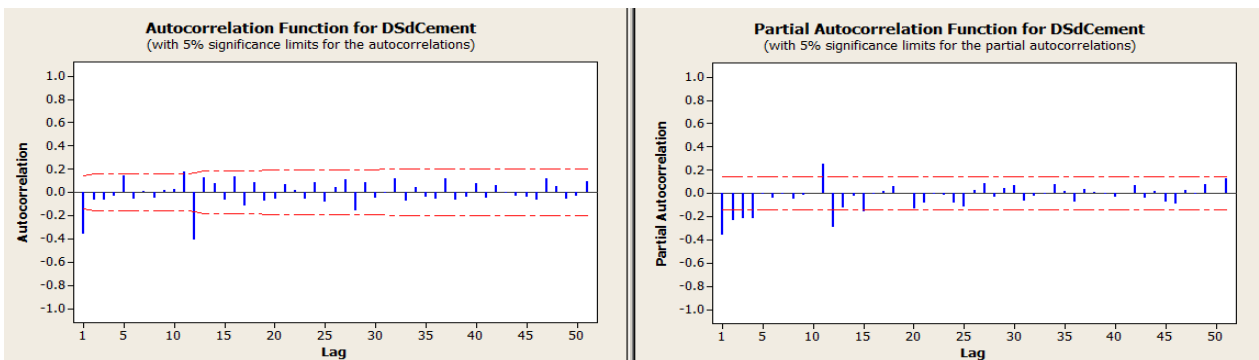 Autocorrelation Function for DSdCement
(with 5% significance limits for the autocorrelations)
1.0
0.8
0.6
0.4
0.2
0.0
-0.2
-0.4
-0.6
-0.8
-1.0
Autocorrelation
1 5 10 15 20 25 30 35 40 45 50
Lag
Partial Autocorrelation Function for DSdCement
(with 5% significance limits for the partial autocorrelations)
1.0
0.8
0.6
0.4
0.2
0.0
-0.2
-0.4
-0.6
-0.8
-1.0
Partial Autocorrelation
1 5 10 15 20 25 30 35 40 45 50
Lag